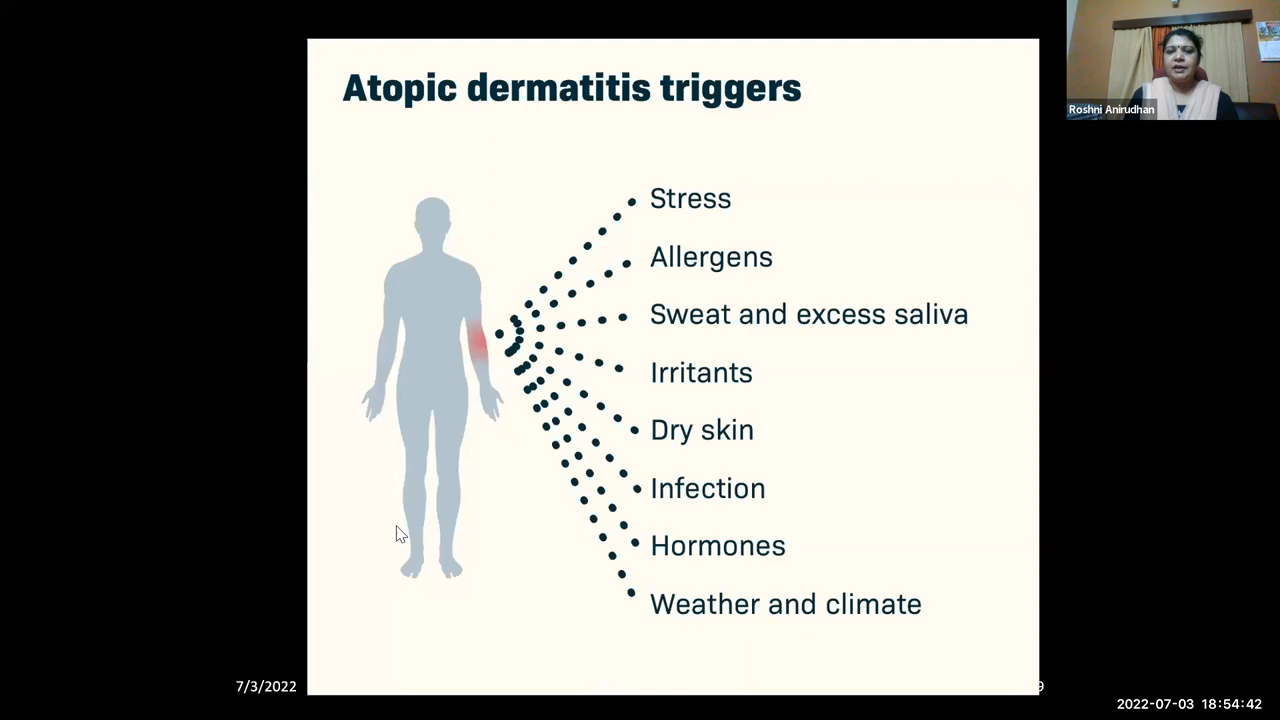 Atopic dermatitis triggers
Roshni Anirudhan
Stress
Allergens
Sweat and excess saliva
Irritants
Dry skin
Infection
Hormones
Weather and climate
7/3/2022
9
2022-07-03 18:54:42